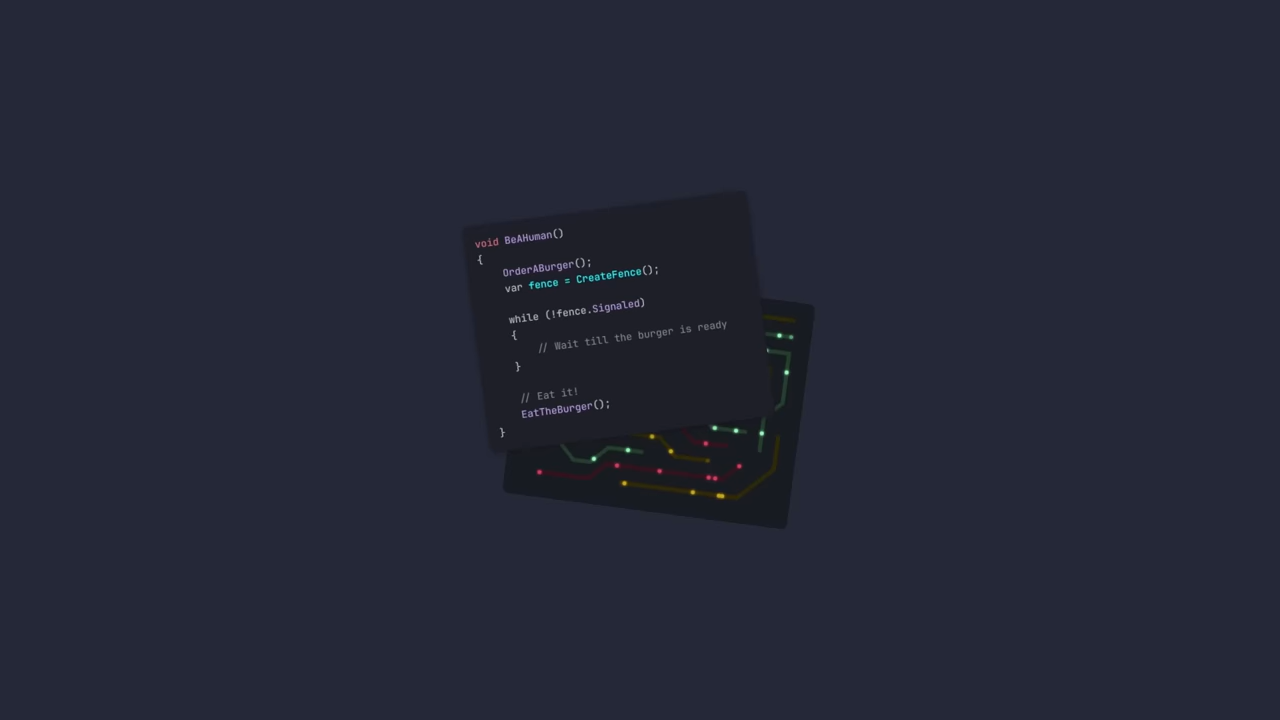 void BeAHuman()
{
OrderABurger();
var fence = CreateFence();
while (!fence.Signaled)
{
// Wait till the burger is ready
}
// Eat it!
EatTheBurger();
}